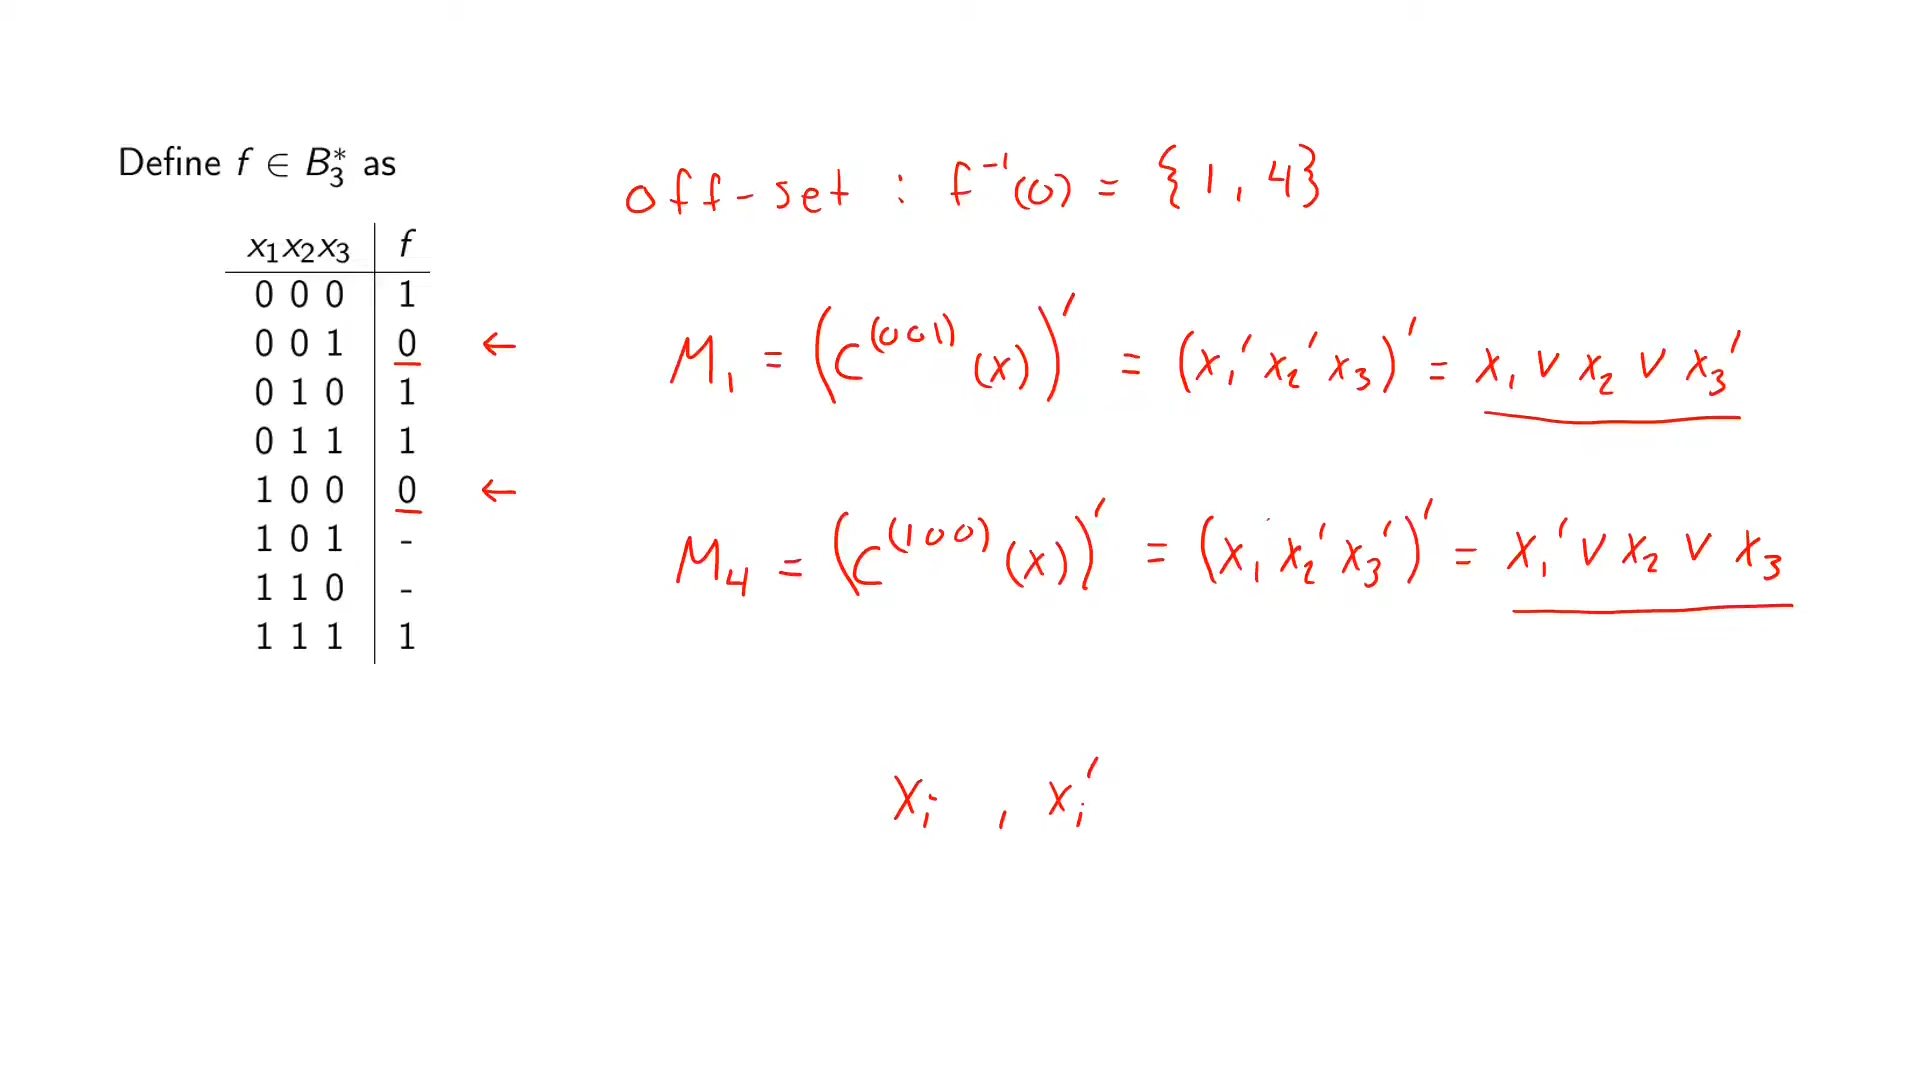 Define f ∈ B₃* as
off-set : f⁻¹(0) = {1, 4}
x₁x₂x₃ f
0 0 0 1
0 0 1 0 ←
M₁ = (C⁽⁰⁰¹⁾(x))′ = (x₁′ x₂′ x₃)′ = x₁ ∨ x₂ ∨ x₃′
0 1 0 1
0 1 1 1
1 0 0 0 ←
M₄ = (C⁽¹⁰⁰⁾(x))′ = (x₁ x₂′ x₃′)′ = x₁′ ∨ x₂ ∨ x₃
1 0 1 -
1 1 0 -
1 1 1 1
xᵢ , xᵢ′